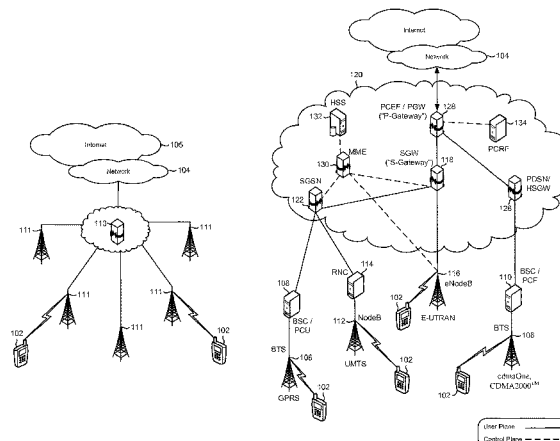 Internet
106
Network
104
113
111
111
111
111
111
102
102
Internet
Network
104
120
HSS
132
PCEF / PGW
("P-Gateway")
128
134
PCRF
MME
130
SGW
("S-Gateway")
118
SGSN
122
PDSN/
HSGW
126
108
BSC /
PCU
RNC
114
116
eNodeB
102
E-UTRAN
110
BSC /
PCF
112
NodeB
UMTS
102
BTS
106
GPRS
102
BTS
102
cdmaOne,
User Plane
Control Plane